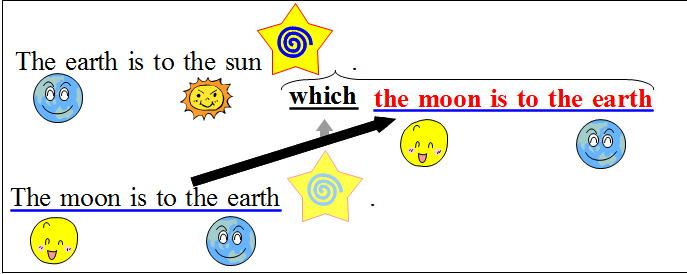 The earth is to the sun .
which the moon is to the earth
The moon is to the earth .